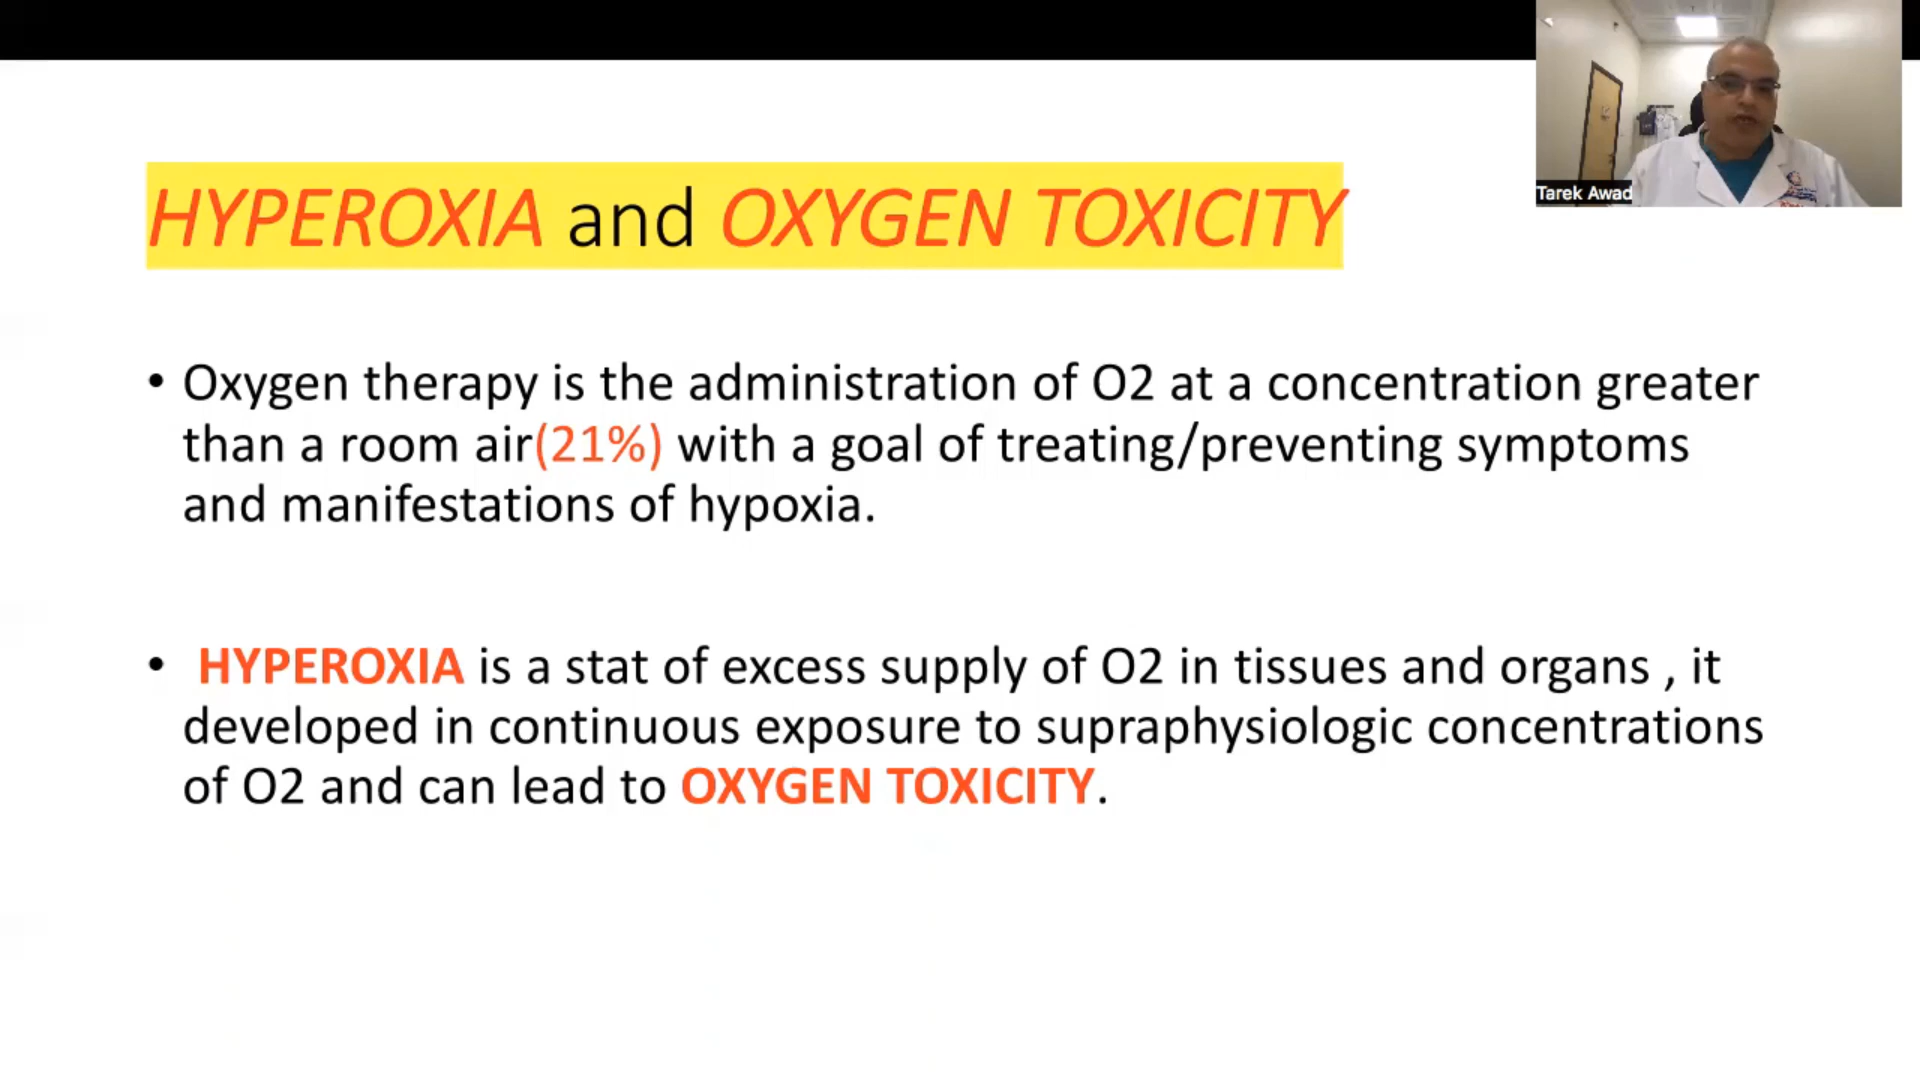 Tarek Awad
HYPEROXIA and OXYGEN TOXICITY
• Oxygen therapy is the administration of O2 at a concentration greater
than a room air(21%) with a goal of treating/preventing symptoms
and manifestations of hypoxia.
• HYPEROXIA is a stat of excess supply of O2 in tissues and organs , it
developed in continuous exposure to supraphysiologic concentrations
of O2 and can lead to OXYGEN TOXICITY.